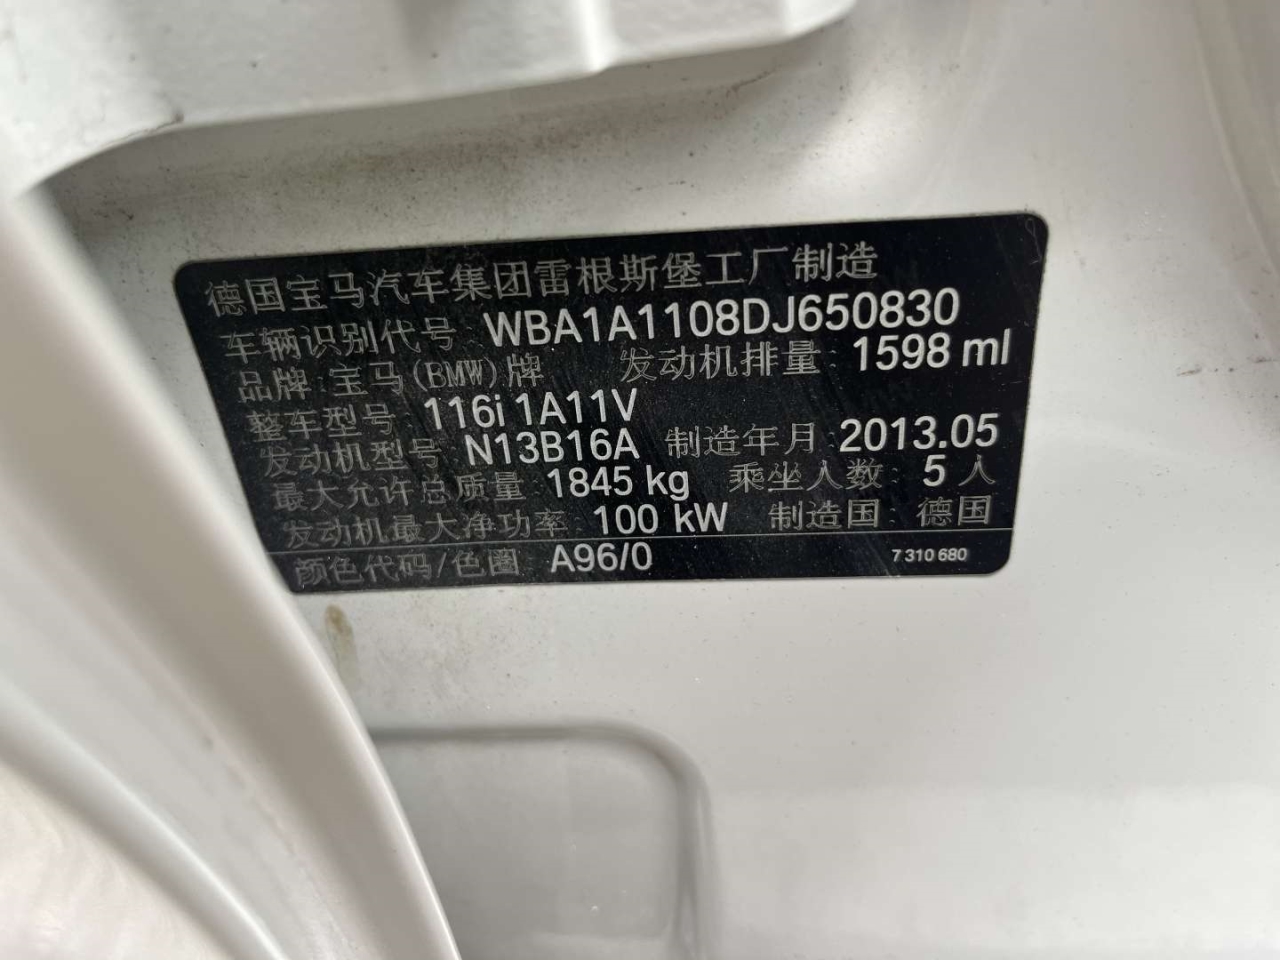 德国宝马汽车集团雷根斯堡工厂制造
车辆识别代号 WBA1A1108DJ650830
品牌:宝马(BMW)牌 发动机排量: 1598 ml
整车型号 116i 1A11V
发动机型号 N13B16A 制造年月 2013.05
最大允许总质量 1845 kg 乘坐人数: 5 人
发动机最大净功率: 100 kW 制造国: 德国
颜色代码/色圈 A96/0 7 310 680